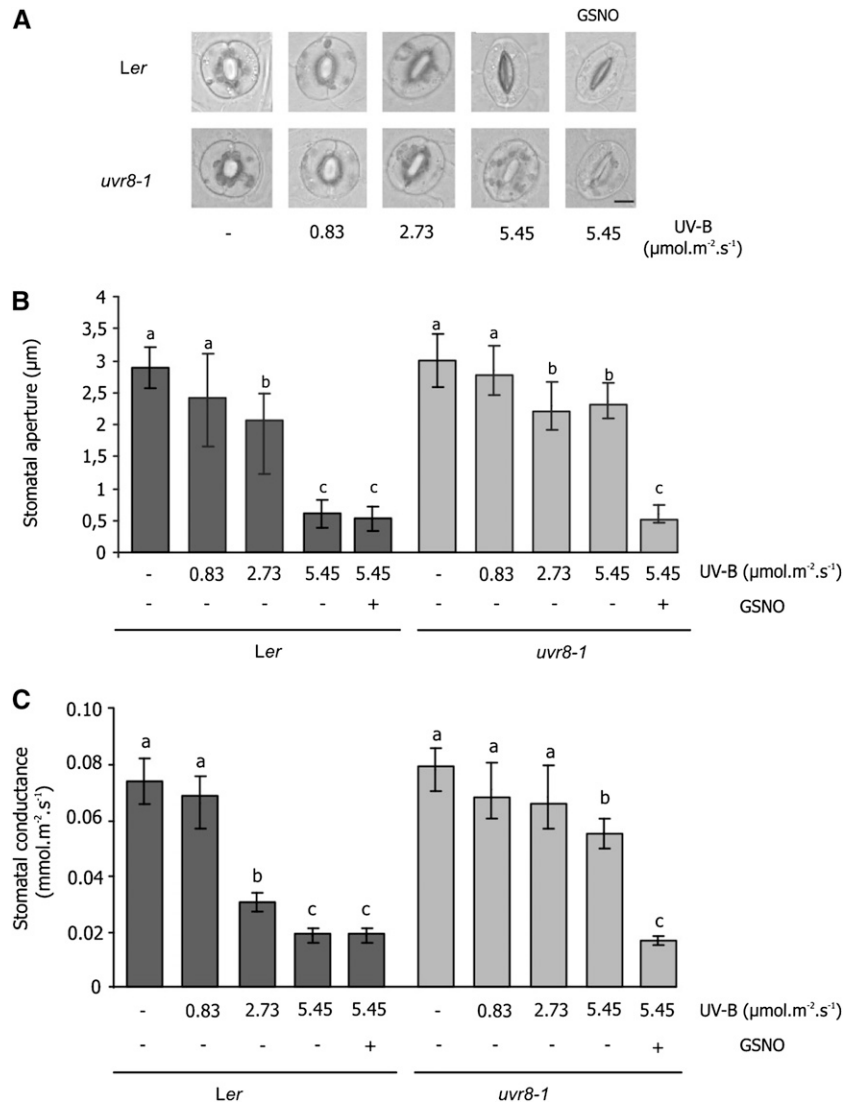 A
GSNO
Ler
uvr8-1
- 0.83 2.73 5.45 5.45 UV-B
(µmol.m⁻².s⁻¹)
B
Stomatal aperture (µm)
4
3,5
3
2,5
2
1,5
1
0,5
0
a a b c c a a b b c
- 0.83 2.73 5.45 5.45 - 0.83 2.73 5.45 5.45 UV-B (µmol.m⁻².s⁻¹)
- - - - + - - - - + GSNO
Ler uvr8-1
C
Stomatal conductance
(mmol.m⁻².s⁻¹)
0.10
0.08
0.06
0.04
0.02
0
a a b c c a a a b c
- 0.83 2.73 5.45 5.45 - 0.83 2.73 5.45 5.45 UV-B (µmol.m⁻².s⁻¹)
- - - - + - - - - + GSNO
Ler uvr8-1